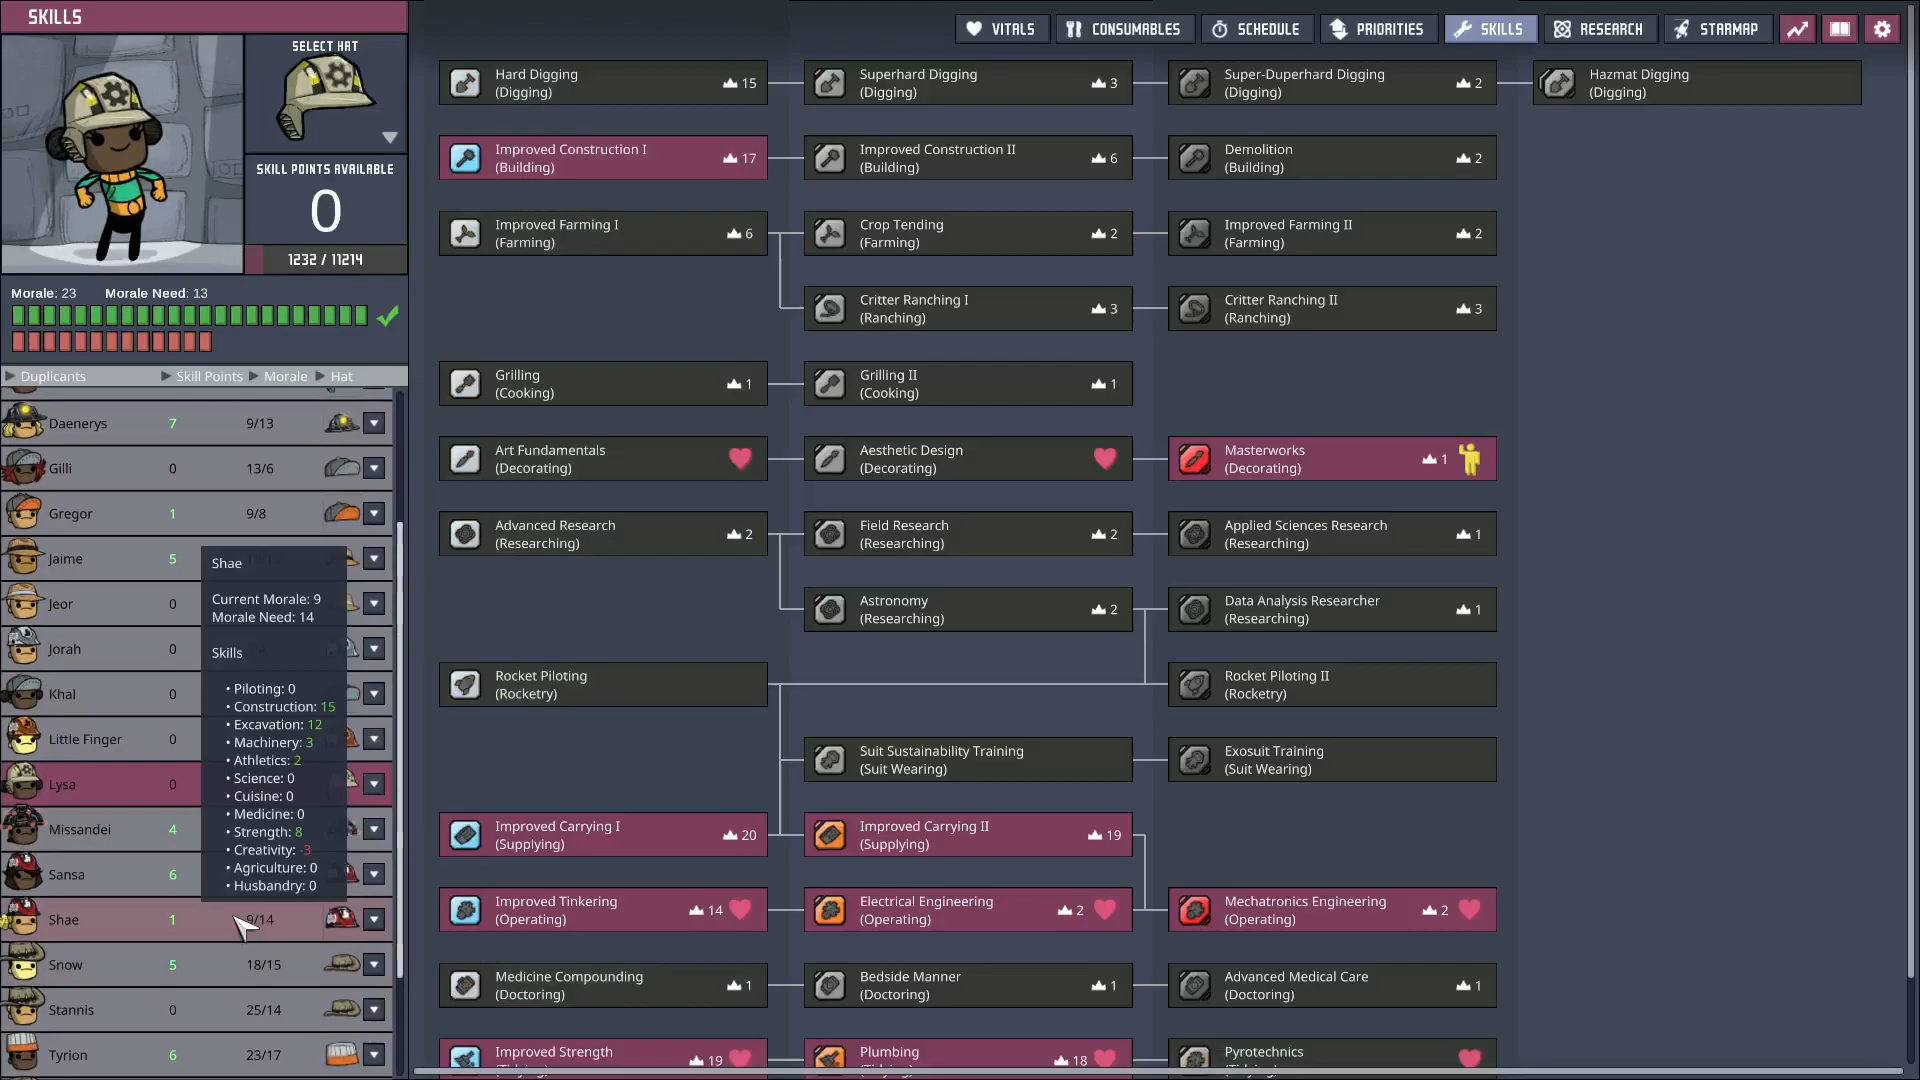 SKILLS
VITALS
CONSUMABLES
SCHEDULE
PRIORITIES
SKILLS
RESEARCH
STARMAP
SELECT HAT
SKILL POINTS AVAILABLE
0
1232 / 11214
Morale: 23 Morale Need: 13
Duplicants Skill Points Morale Hat
Daenerys 7 9/13
Gilli 0 13/6
Gregor 1 9/8
Jaime 5
Jeor 0
Jorah 0
Khal 0
Little Finger 0
Lysa 0
Missandei 4
Sansa 6
Shae 1 9/14
Snow 5 18/15
Stannis 0 25/14
Tyrion 6 23/17
Shae
Current Morale: 9
Morale Need: 14
Skills
• Piloting: 0
• Construction: 15
• Excavation: 12
• Machinery: 3
• Athletics: 2
• Science: 0
• Cuisine: 0
• Medicine: 0
• Strength: 8
• Creativity: -3
• Agriculture: 0
• Husbandry: 0
Hard Digging
(Digging)
15
Superhard Digging
(Digging)
3
Super-Duperhard Digging
(Digging)
2
Hazmat Digging
(Digging)
Improved Construction I
(Building)
17
Improved Construction II
(Building)
6
Demolition
(Building)
2
Improved Farming I
(Farming)
6
Crop Tending
(Farming)
2
Improved Farming II
(Farming)
2
Critter Ranching I
(Ranching)
3
Critter Ranching II
(Ranching)
3
Grilling
(Cooking)
1
Grilling II
(Cooking)
1
Art Fundamentals
(Decorating)
Aesthetic Design
(Decorating)
Masterworks
(Decorating)
1
Advanced Research
(Researching)
2
Field Research
(Researching)
2
Applied Sciences Research
(Researching)
1
Astronomy
(Researching)
2
Data Analysis Researcher
(Researching)
1
Rocket Piloting
(Rocketry)
Rocket Piloting II
(Rocketry)
Suit Sustainability Training
(Suit Wearing)
Exosuit Training
(Suit Wearing)
Improved Carrying I
(Supplying)
20
Improved Carrying II
(Supplying)
19
Improved Tinkering
(Operating)
14
Electrical Engineering
(Operating)
2
Mechatronics Engineering
(Operating)
2
Medicine Compounding
(Doctoring)
1
Bedside Manner
(Doctoring)
1
Advanced Medical Care
(Doctoring)
1
Improved Strength
19
Plumbing
18
Pyrotechnics